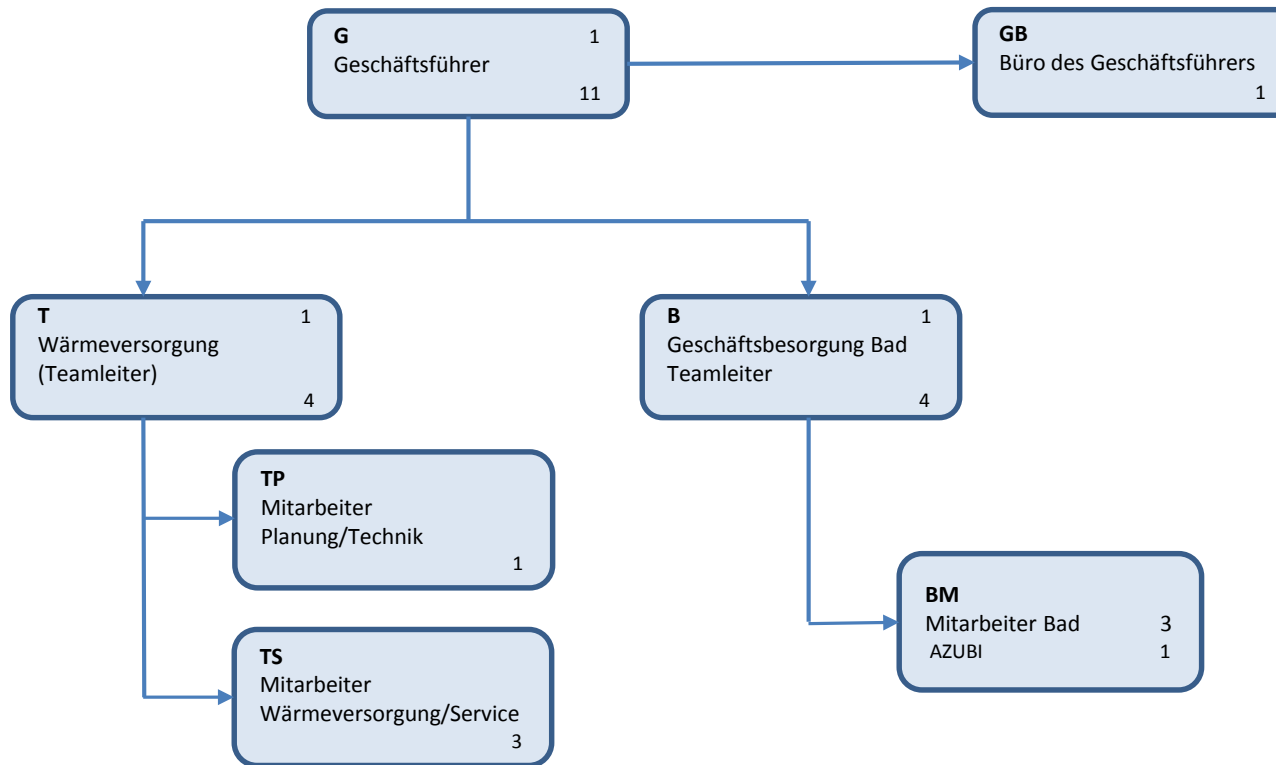 G 1
Geschäftsführer
11
GB
Büro des Geschäftsführers
1
T 1
Wärmeversorgung
(Teamleiter)
4
B 1
Geschäftsbesorgung Bad
Teamleiter
4
TP
Mitarbeiter
Planung/Technik
1
BM
Mitarbeiter Bad 3
AZUBI 1
TS
Mitarbeiter
Wärmeversorgung/Service
3